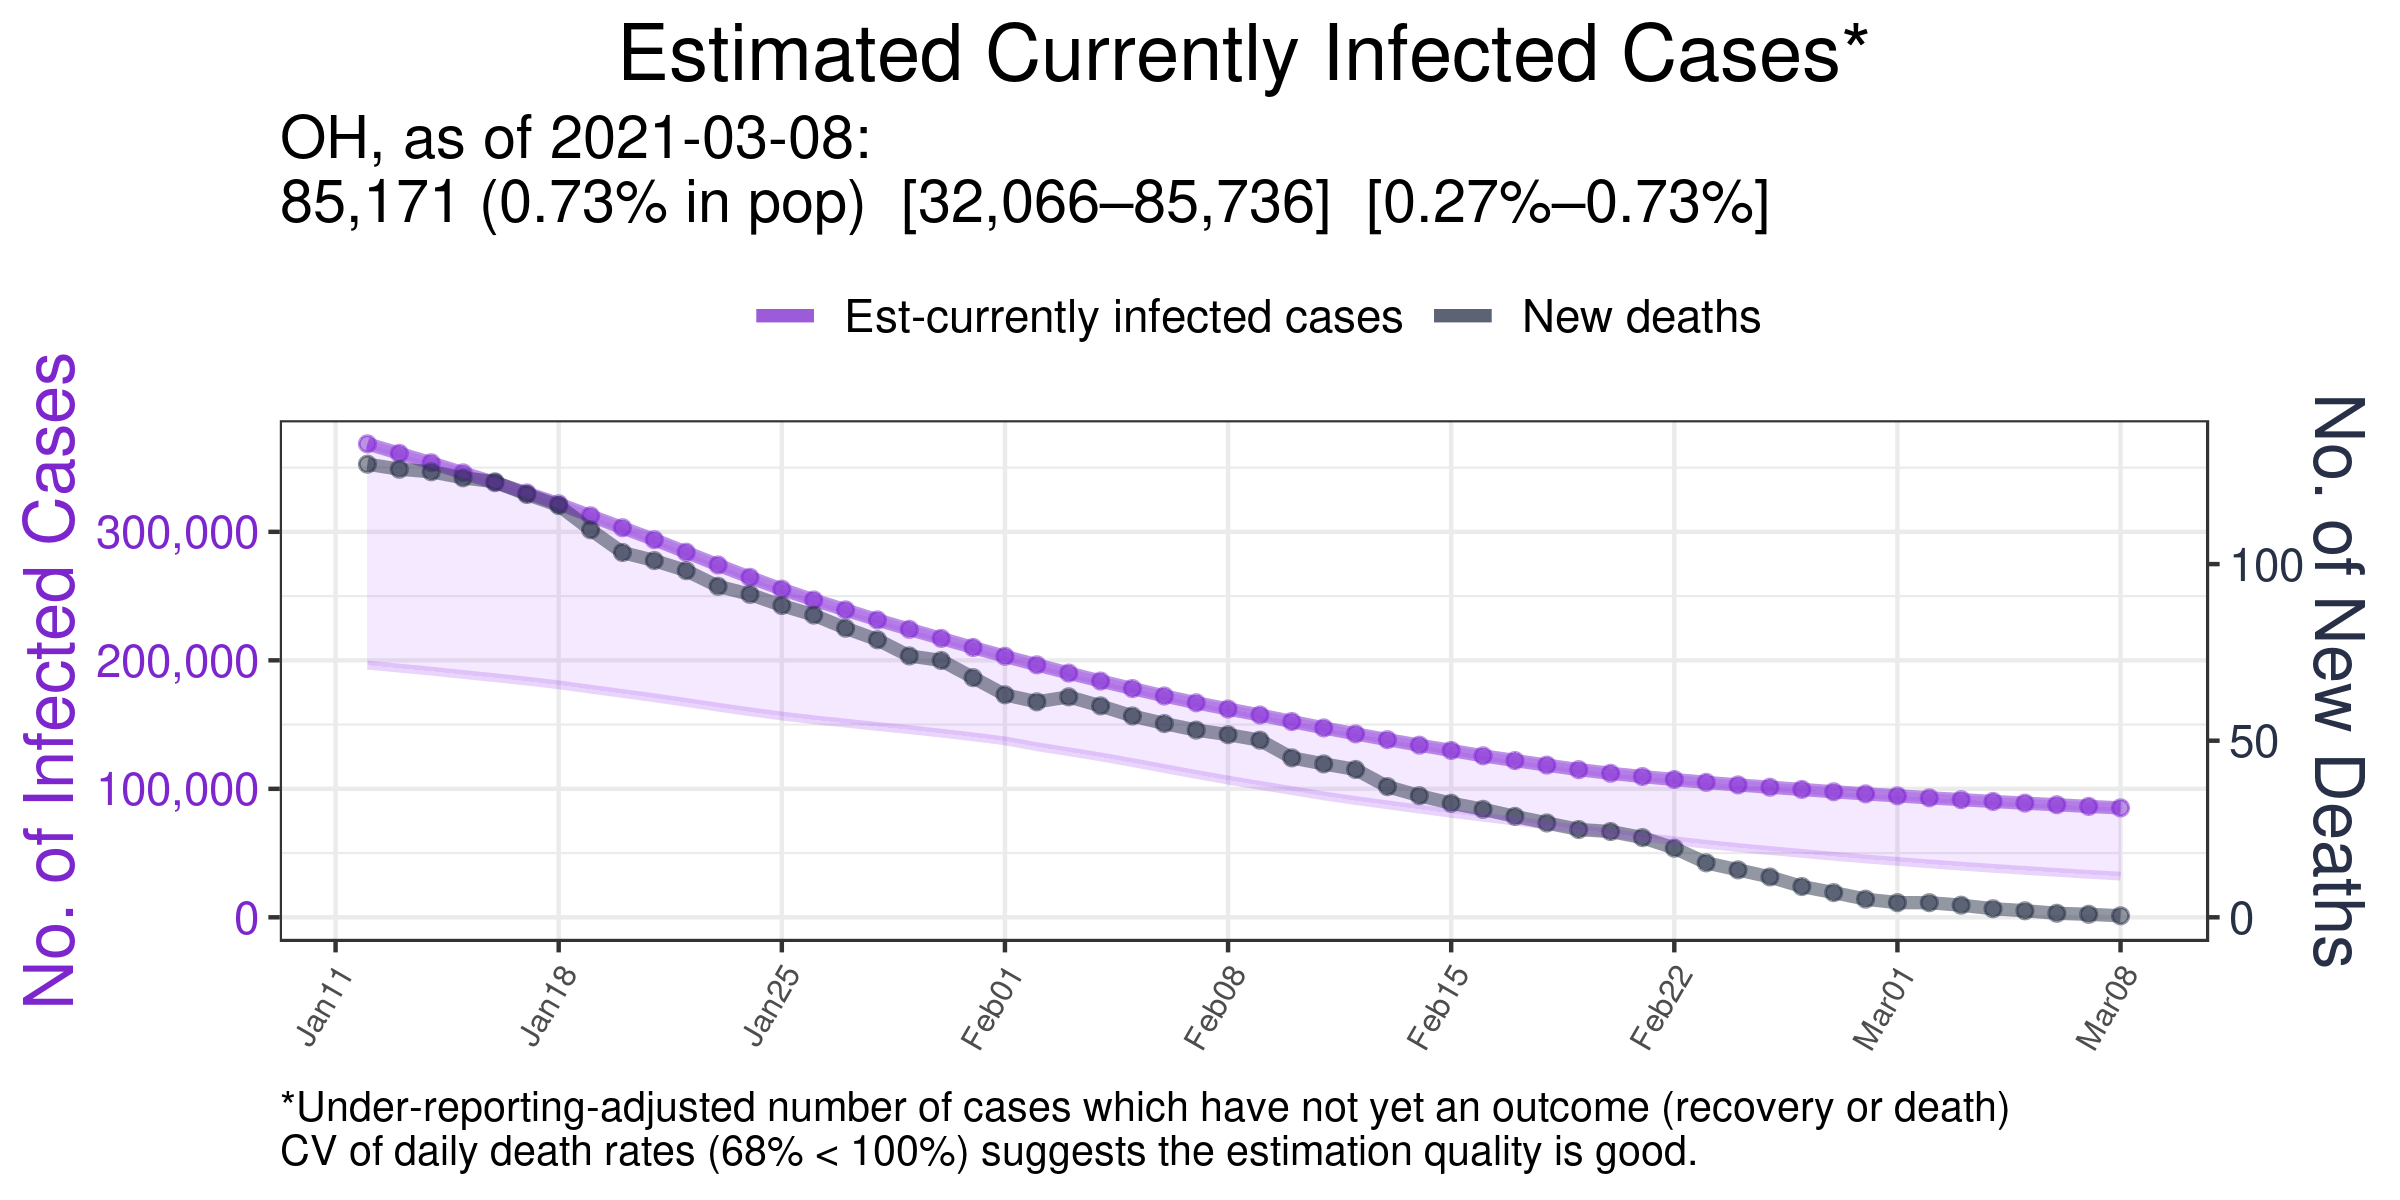 Estimated Currently Infected Cases*
OH, as of 2021-03-08:
85,171 (0.73% in pop)  [32,066–85,736]  [0.27%–0.73%]
Est-currently infected cases
New deaths
No. of Infected Cases
300,000
200,000
100,000
0
No. of New Deaths
100
50
0
Jan11
Jan18
Jan25
Feb01
Feb08
Feb15
Feb22
Mar01
Mar08
*Under-reporting-adjusted number of cases which have not yet an outcome (recovery or death)
CV of daily death rates (68% < 100%) suggests the estimation quality is good.